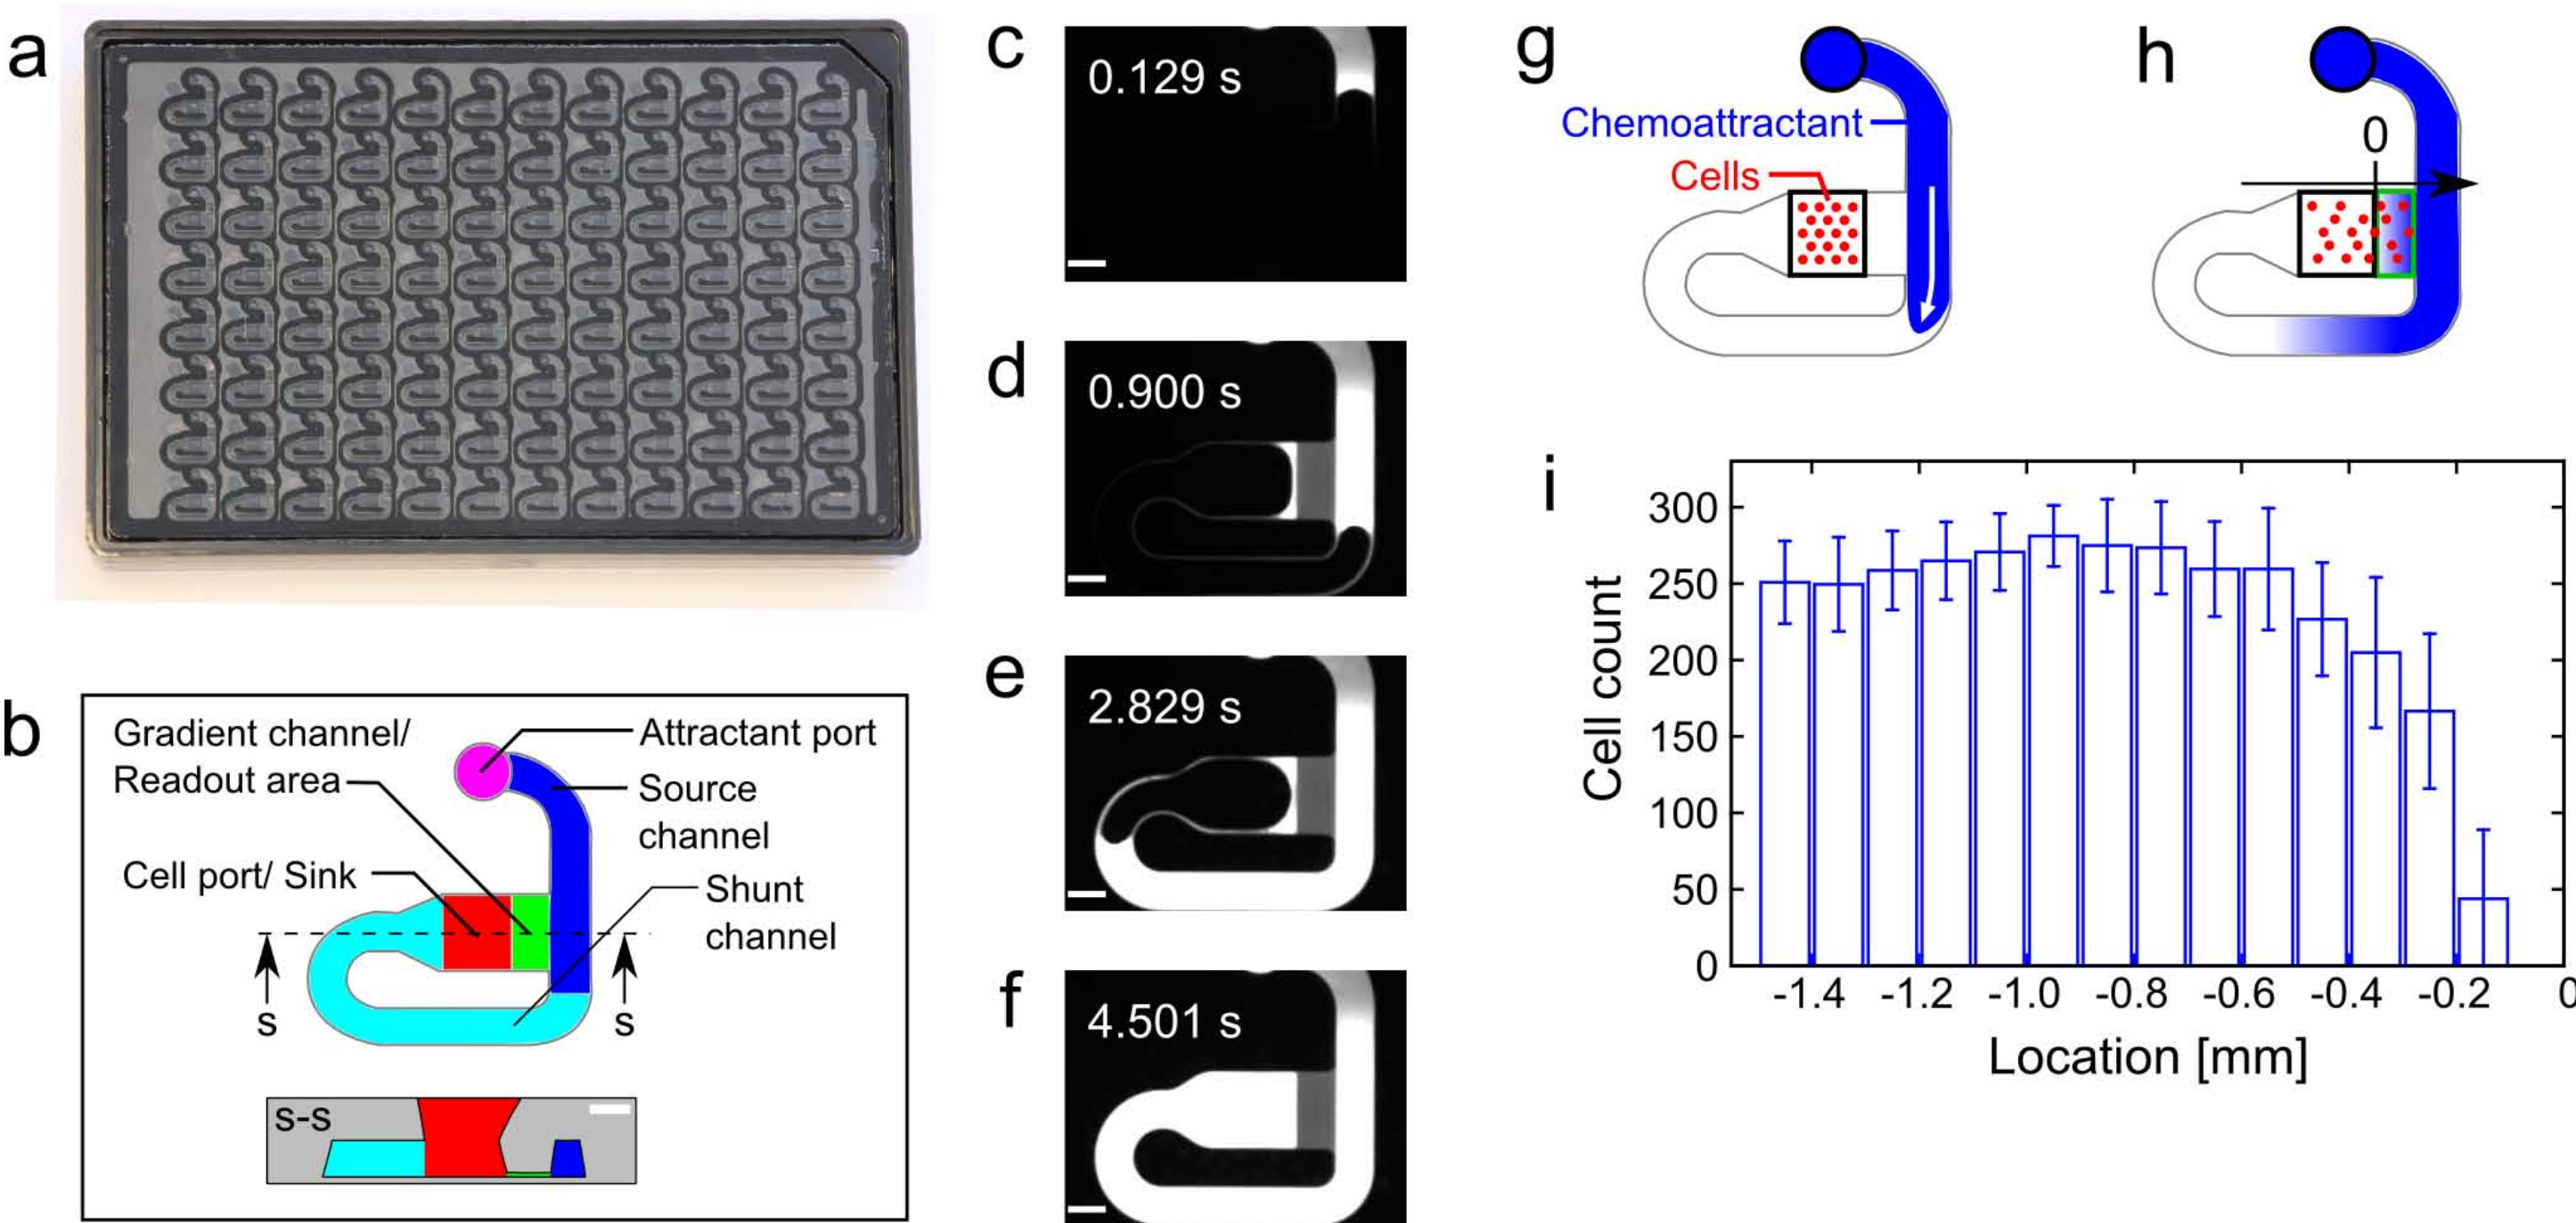 a
b
Gradient channel/
Readout area
Attractant port
Source
channel
Cell port/ Sink
Shunt
channel
s
s
s-s
c
0.129 s
d
0.900 s
e
2.829 s
f
4.501 s
g
Chemoattractant
Cells
h
0
i
Cell count
300
250
200
150
100
50
0
-1.4 -1.2 -1.0 -0.8 -0.6 -0.4 -0.2 0
Location [mm]